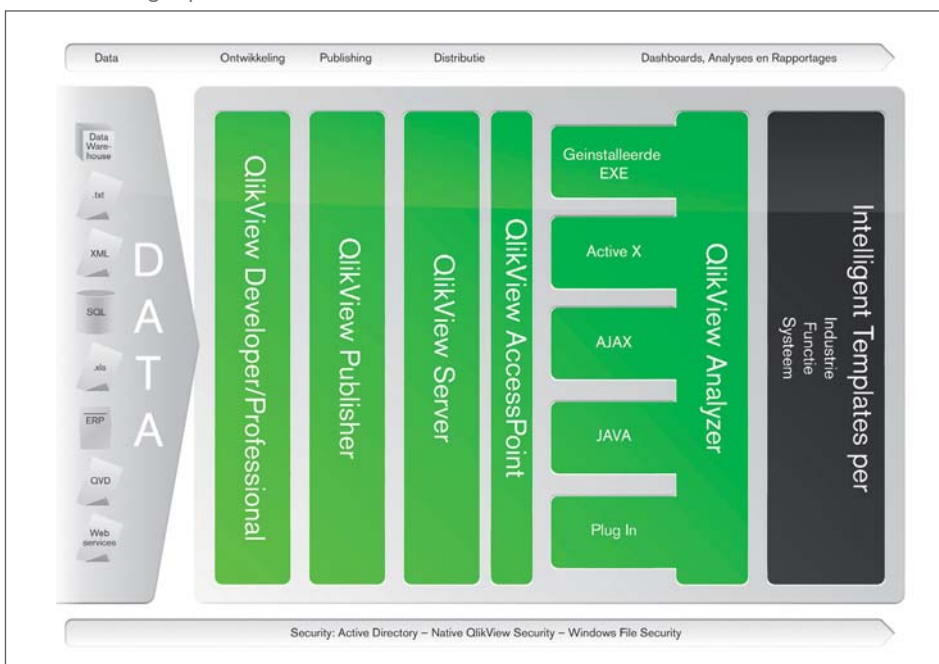 Data
Ontwikkeling
Publishing
Distributie
Dashboards, Analyses en Rapportages
Data
Ware-
house
.txt
XML
SQL
.xls
ERP
QVD
Web
services
DATA
QlikView Developer/Professional
QlikView Publisher
QlikView Server
QlikView AccessPoint
Geinstalleerde
EXE
Active X
AJAX
JAVA
Plug In
QlikView Analyzer
Intelligent Templates per
Industrie
Functie
Systeem
Security: Active Directory – Native QlikView Security – Windows File Security